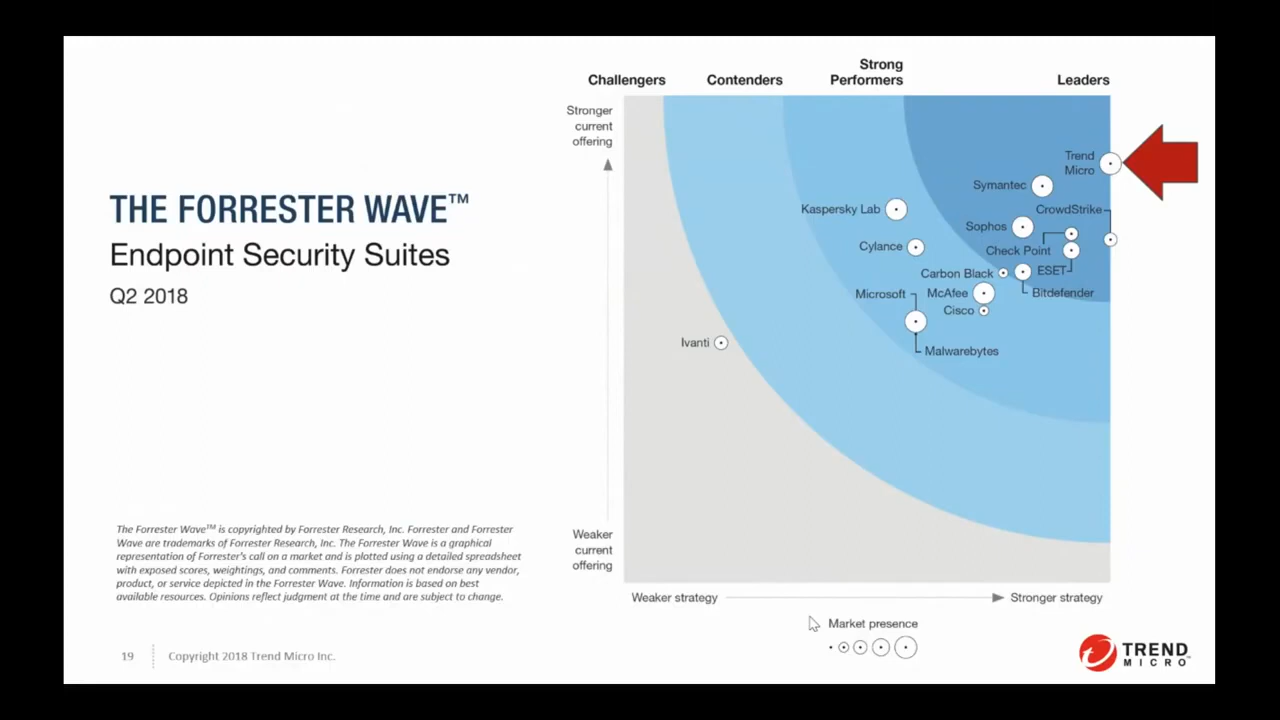 THE FORRESTER WAVE™
Endpoint Security Suites
Q2 2018
Challengers
Contenders
Strong
Performers
Leaders
Stronger
current
offering
Trend
Micro
Symantec
Kaspersky Lab
CrowdStrike
Sophos
Cylance
Check Point
Carbon Black
ESET
Microsoft
McAfee
Bitdefender
Cisco
Ivanti
Malwarebytes
Weaker
current
offering
Weaker strategy
Stronger strategy
Market presence
The Forrester Wave™ is copyrighted by Forrester Research, Inc. Forrester and Forrester
Wave are trademarks of Forrester Research, Inc. The Forrester Wave is a graphical
representation of Forrester's call on a market and is plotted using a detailed spreadsheet
with exposed scores, weightings, and comments. Forrester does not endorse any vendor,
product, or service depicted in the Forrester Wave. Information is based on best
available resources. Opinions reflect judgment at the time and are subject to change.
19
Copyright 2018 Trend Micro Inc.
TREND
MICRO™